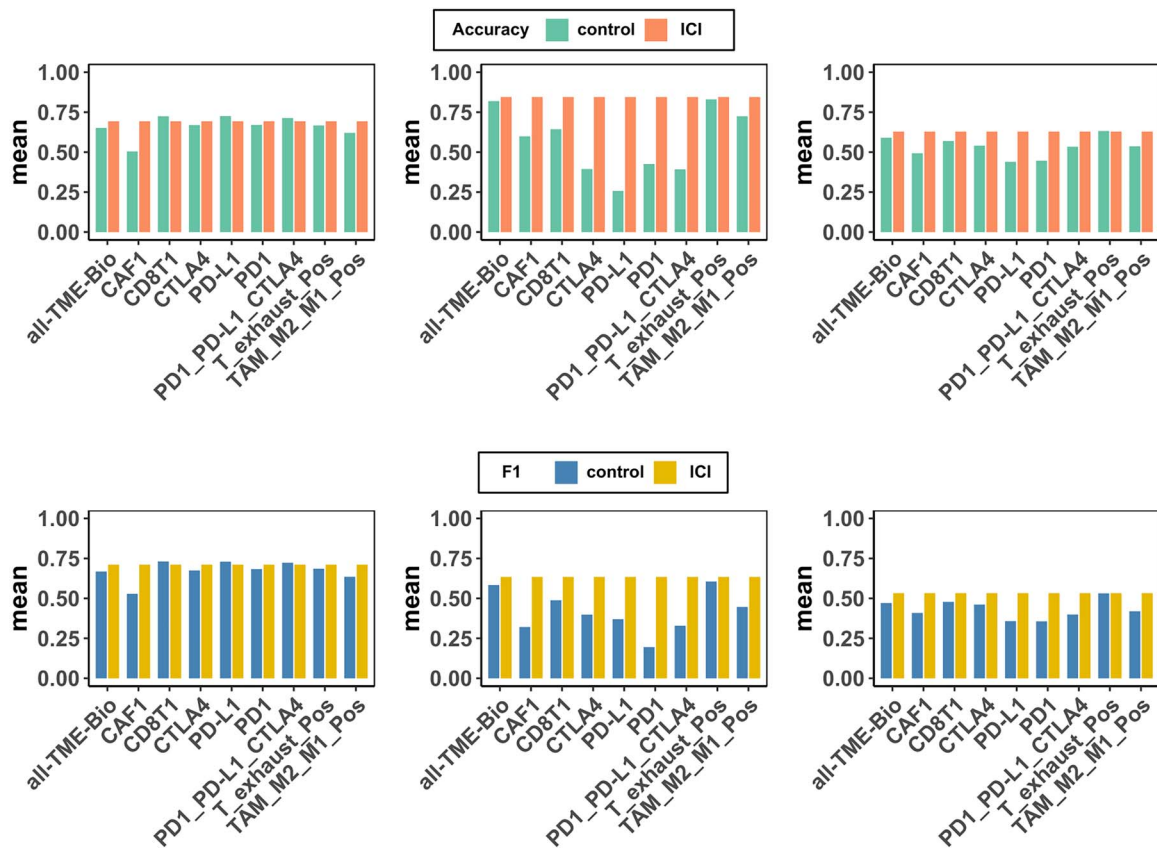 Accuracy control ICI
mean
1.00
0.75
0.50
0.25
0.00
all-TME-Bio
CAF1
CD8T1
CTLA4
PD-L1
PD1
PD1_PD-L1_CTLA4
T_exhaust_Pos
TAM_M2_M1_Pos
mean
1.00
0.75
0.50
0.25
0.00
all-TME-Bio
CAF1
CD8T1
CTLA4
PD-L1
PD1
PD1_PD-L1_CTLA4
T_exhaust_Pos
TAM_M2_M1_Pos
mean
1.00
0.75
0.50
0.25
0.00
all-TME-Bio
CAF1
CD8T1
CTLA4
PD-L1
PD1
PD1_PD-L1_CTLA4
T_exhaust_Pos
TAM_M2_M1_Pos
F1 control ICI
mean
1.00
0.75
0.50
0.25
0.00
all-TME-Bio
CAF1
CD8T1
CTLA4
PD-L1
PD1
PD1_PD-L1_CTLA4
T_exhaust_Pos
TAM_M2_M1_Pos
mean
1.00
0.75
0.50
0.25
0.00
all-TME-Bio
CAF1
CD8T1
CTLA4
PD-L1
PD1
PD1_PD-L1_CTLA4
T_exhaust_Pos
TAM_M2_M1_Pos
mean
1.00
0.75
0.50
0.25
0.00
all-TME-Bio
CAF1
CD8T1
CTLA4
PD-L1
PD1
PD1_PD-L1_CTLA4
T_exhaust_Pos
TAM_M2_M1_Pos